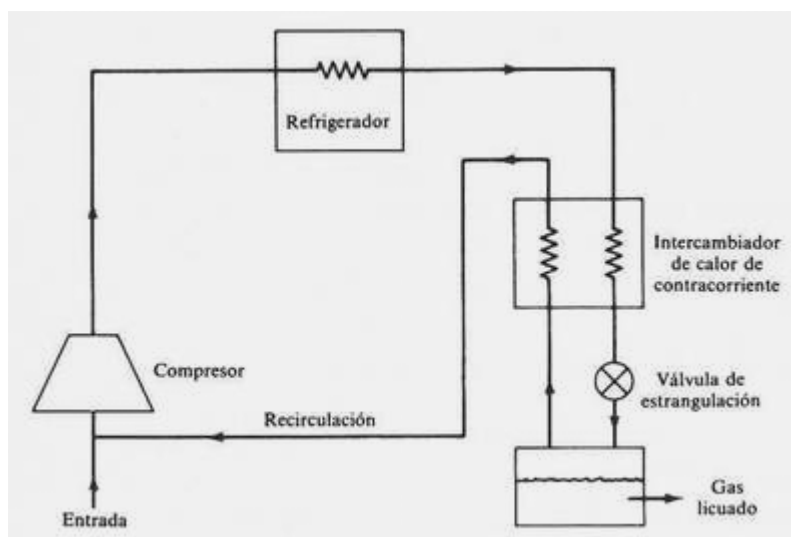 Refrigerador
Intercambiador
de calor de
contracorriente
Compresor
Válvula de
estrangulación
Recirculación
Gas
licuado
Entrada